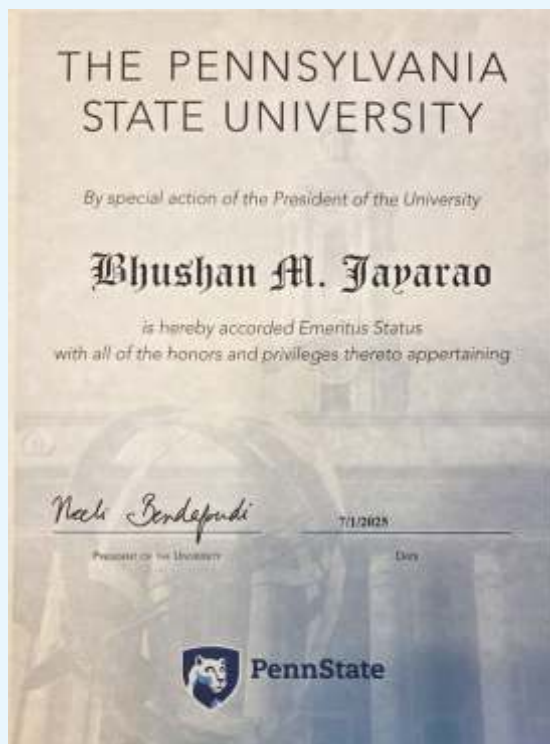 THE PENNSYLVANIA
STATE UNIVERSITY
By special action of the President of the University
Bhushan M. Jayarao
is hereby accorded Emeritus Status
with all of the honors and privileges thereto appertaining
Neeli Bendapudi
7/1/2025
PRESIDENT OF THE UNIVERSITY
DATE
PennState